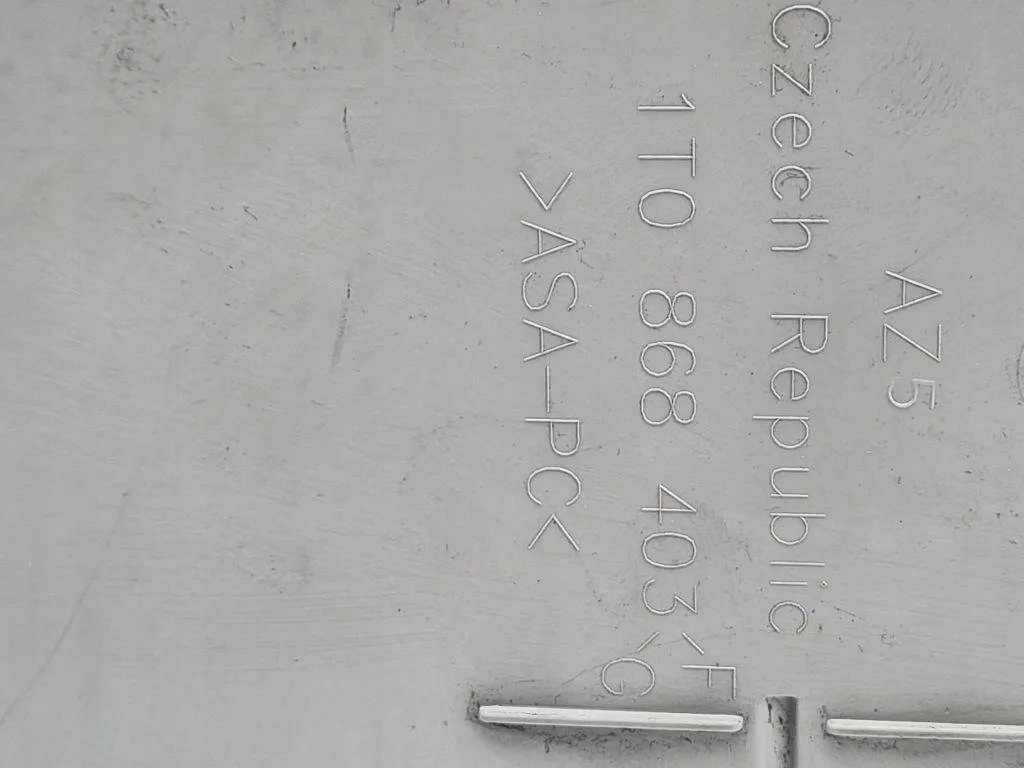 AZ5
Czech Republic
1T0 868 403 F
G
>ASA-PC<